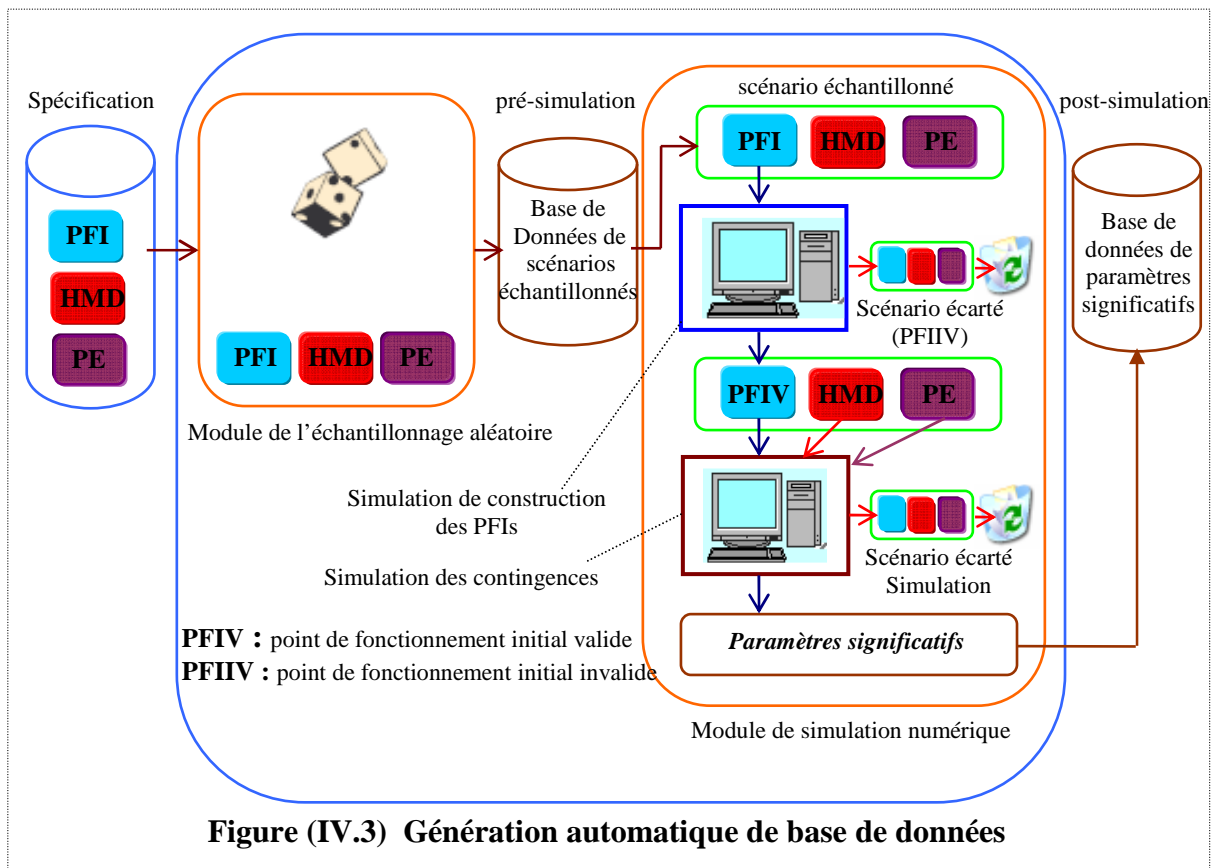 Spécification
PFI
HMD
PE
PFI
HMD
PE
Module de l'échantillonnage aléatoire
pré-simulation
Base de
Données de
scénarios
échantillonnés
scénario échantillonné
PFI
HMD
PE
Scénario écarté
(PFIIV)
PFIV
HMD
PE
Simulation de construction
des PFIs
Simulation des contingences
Scénario écarté
Simulation
Paramètres significatifs
PFIV : point de fonctionnement initial valide
PFIIV : point de fonctionnement initial invalide
Module de simulation numérique
post-simulation
Base de
données de
paramètres
significatifs
Figure (IV.3) Génération automatique de base de données